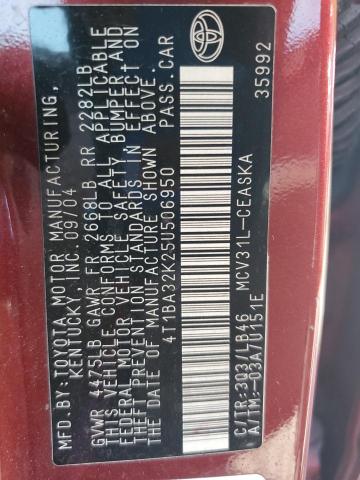 MFD.BY:TOYOTA MOTOR MANUFACTURING,
KENTUCKY, INC. 09/04
GVWR 4475LB GAWR FR 2668LB RR 2282LB
THIS VEHICLE CONFORMS TO ALL APPLICABLE
FEDERAL MOTOR VEHICLE SAFETY, BUMPER,AND
THEFT PREVENTION STANDARDS IN EFFECT ON
THE DATE OF MANUFACTURE SHOWN ABOVE.
4T1BA32K25U506950 PASS.CAR
C/TR:3Q3/LB46 MCV31L-CEASKA
A/TM:-03A/U151E 35992
TOYOTA